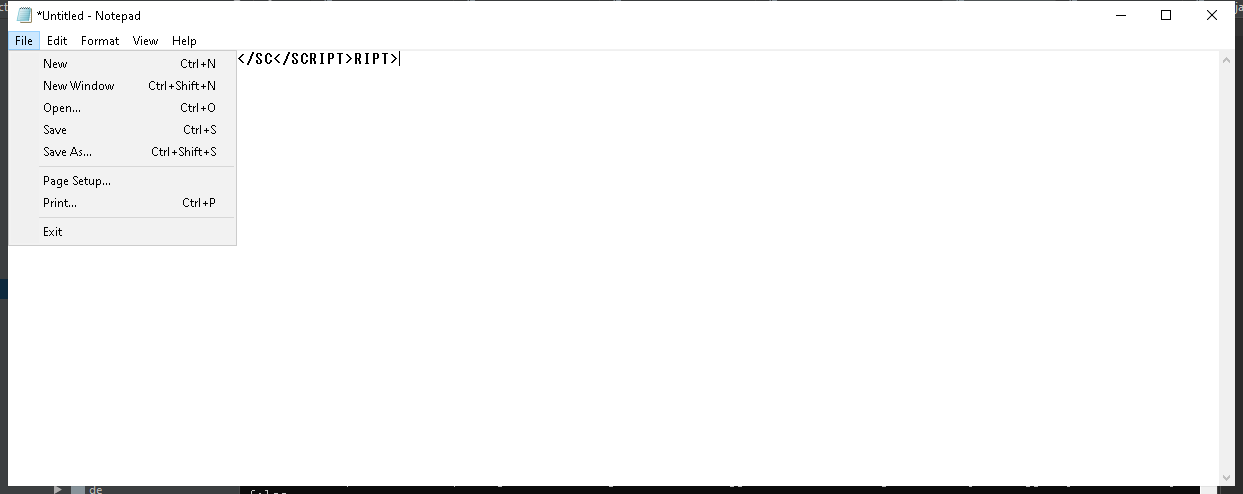 *Untitled - Notepad
File Edit Format View Help
</SC</SCRIPT>RIPT>
New Ctrl+N
New Window Ctrl+Shift+N
Open... Ctrl+O
Save Ctrl+S
Save As... Ctrl+Shift+S
Page Setup...
Print... Ctrl+P
Exit
de